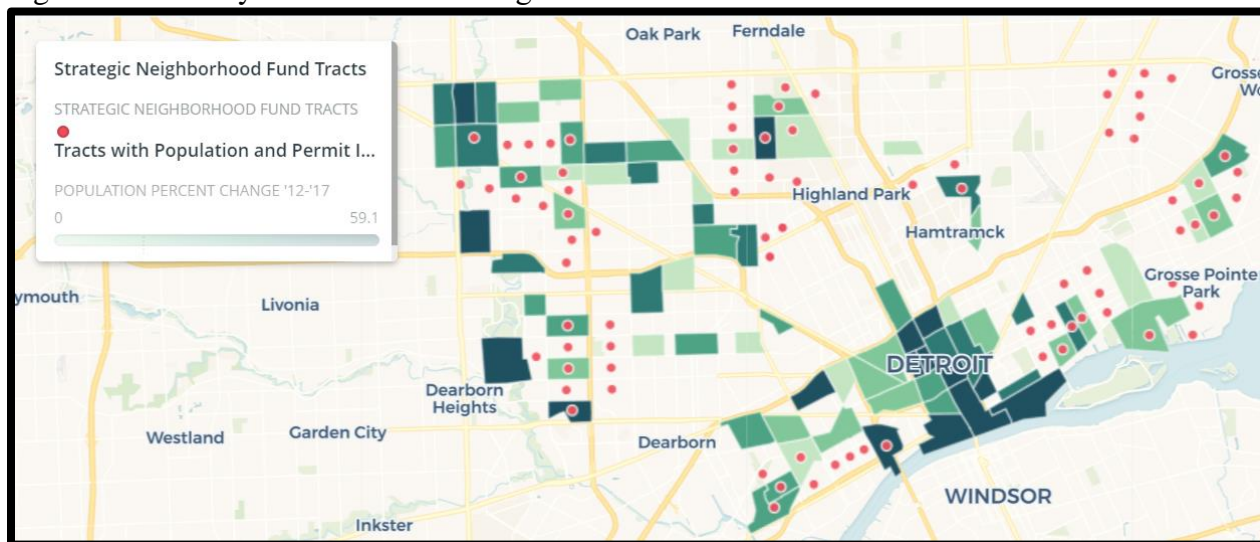 Oak Park
Ferndale
Strategic Neighborhood Fund Tracts
STRATEGIC NEIGHBORHOOD FUND TRACTS
Tracts with Population and Permit I...
POPULATION PERCENT CHANGE '12-'17
0 59.1
Highland Park
Hamtramck
Grosse Pointe
Park
Livonia
DETROIT
Dearborn
Heights
Westland
Garden City
Dearborn
WINDSOR
Inkster